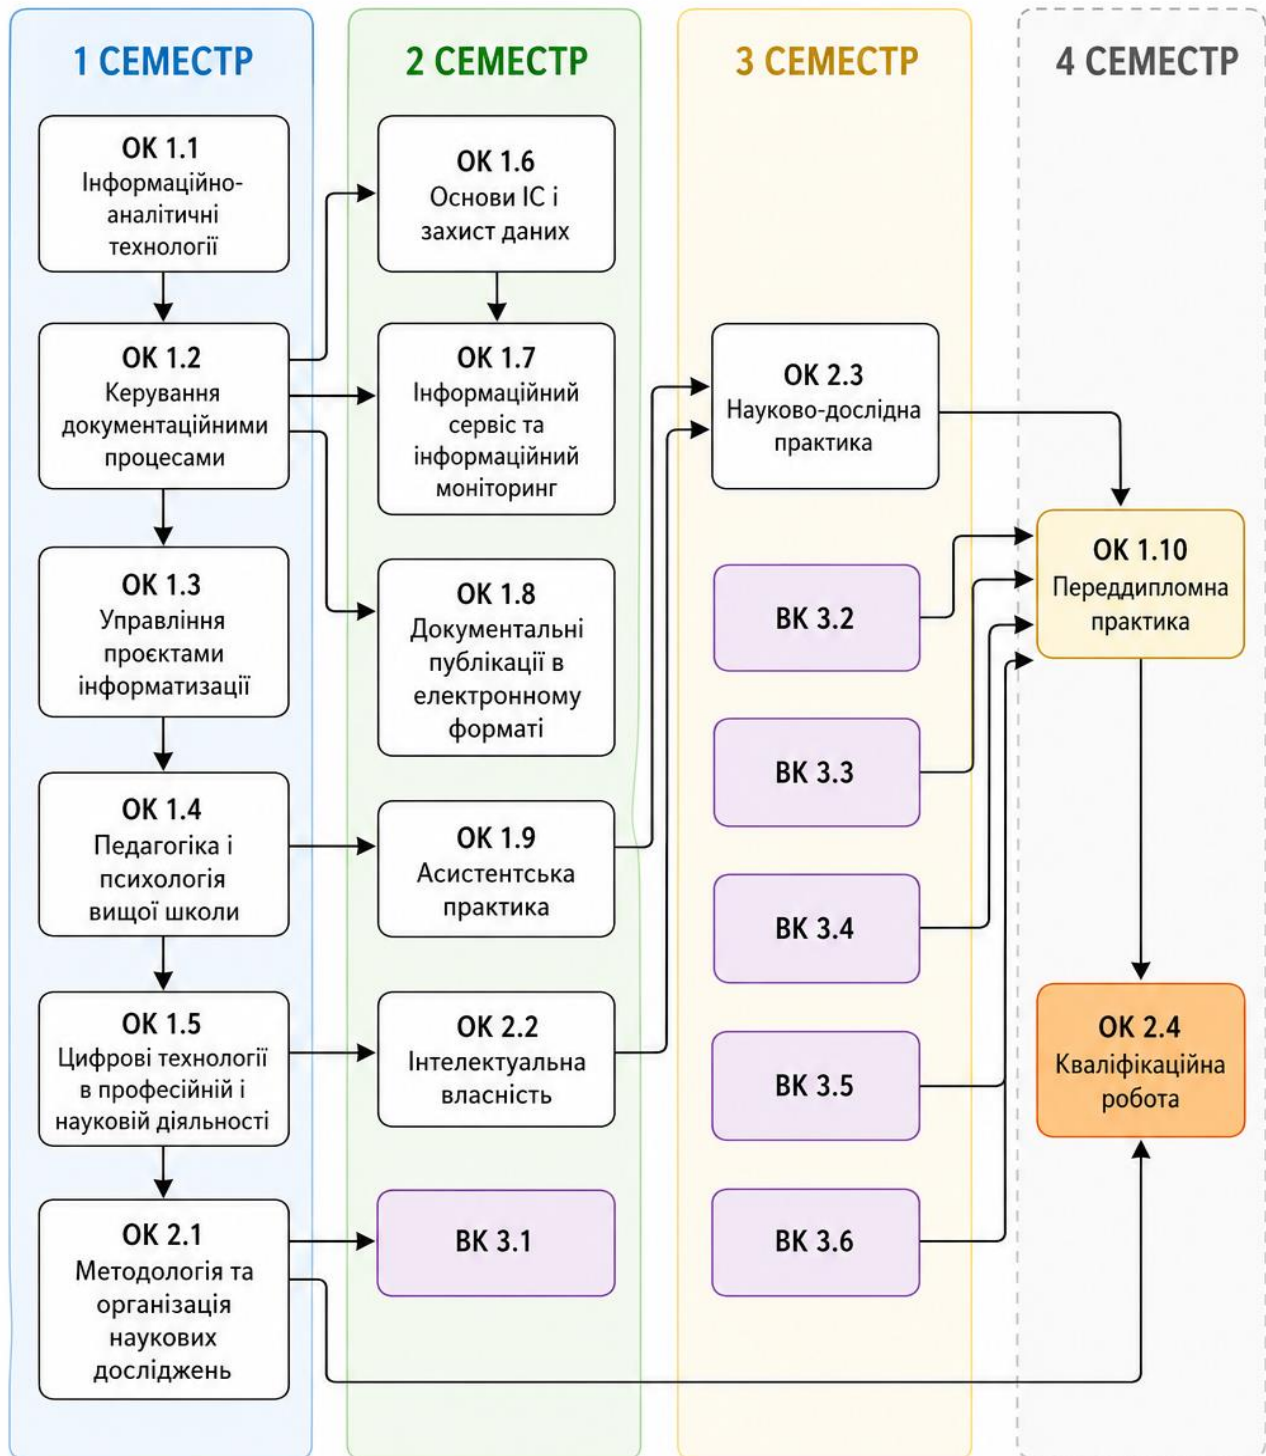 1 СЕМЕСТР
ОК 1.1
Інформаційно-
аналітичні
технології
ОК 1.2
Керування
документаційними
процесами
ОК 1.3
Управління
проєктами
інформатизації
ОК 1.4
Педагогіка і
психологія
вищої школи
ОК 1.5
Цифрові технології
в професійній і
науковій діяльності
ОК 2.1
Методологія та
організація
наукових
досліджень
2 СЕМЕСТР
ОК 1.6
Основи ІС і
захист даних
ОК 1.7
Інформаційний
сервіс та
інформаційний
моніторинг
ОК 1.8
Документальні
публікації в
електронному
форматі
ОК 1.9
Асистентська
практика
ОК 2.2
Інтелектуальна
власність
ВК 3.1
3 СЕМЕСТР
ОК 2.3
Науково-дослідна
практика
ВК 3.2
ВК 3.3
ВК 3.4
ВК 3.5
ВК 3.6
4 СЕМЕСТР
ОК 1.10
Переддипломна
практика
ОК 2.4
Кваліфікаційна
робота